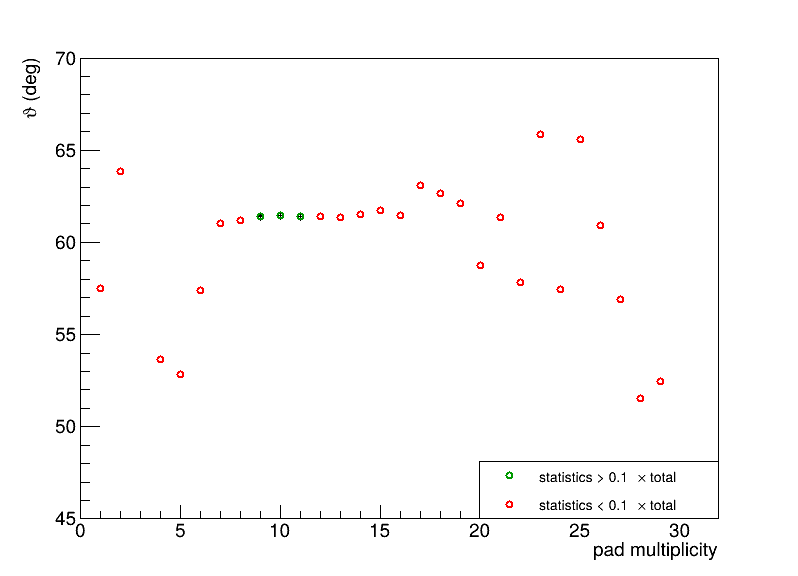 70
ϑ (deg)
65
60
55
50
45
statistics > 0.1 × total
statistics < 0.1 × total
0 5 10 15 20 25 30
pad multiplicity